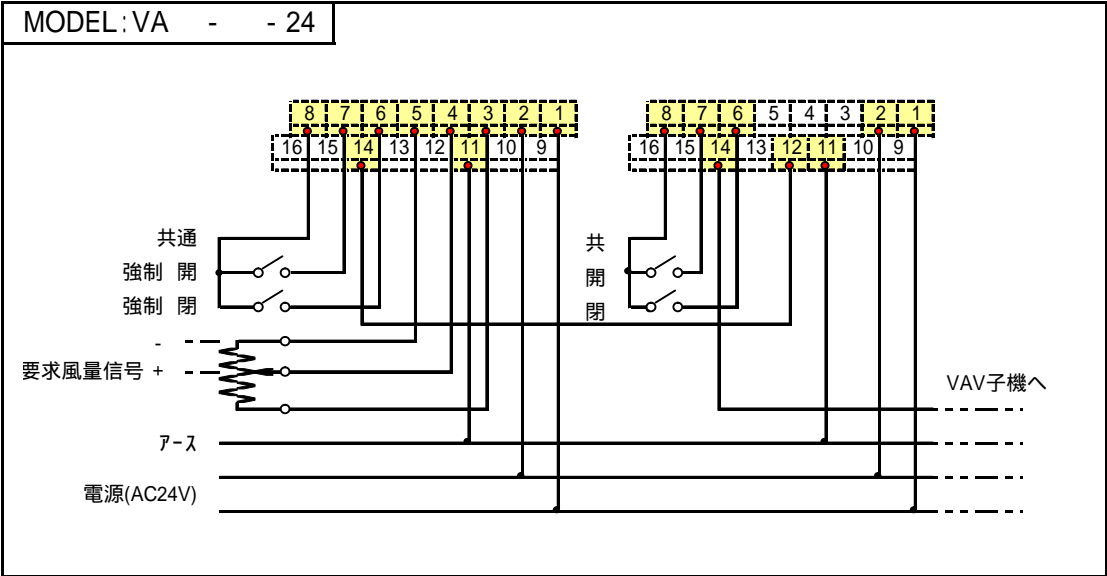 MODEL:VA - - 24
8 7 6 5 4 3 2 1
16 15 14 13 12 11 10 9
8 7 6 5 4 3 2 1
16 15 14 13 12 11 10 9
共通
強制 開
強制 閉
-
要求風量信号 +
アース
電源(AC24V)
共
開
閉
VAV子機へ